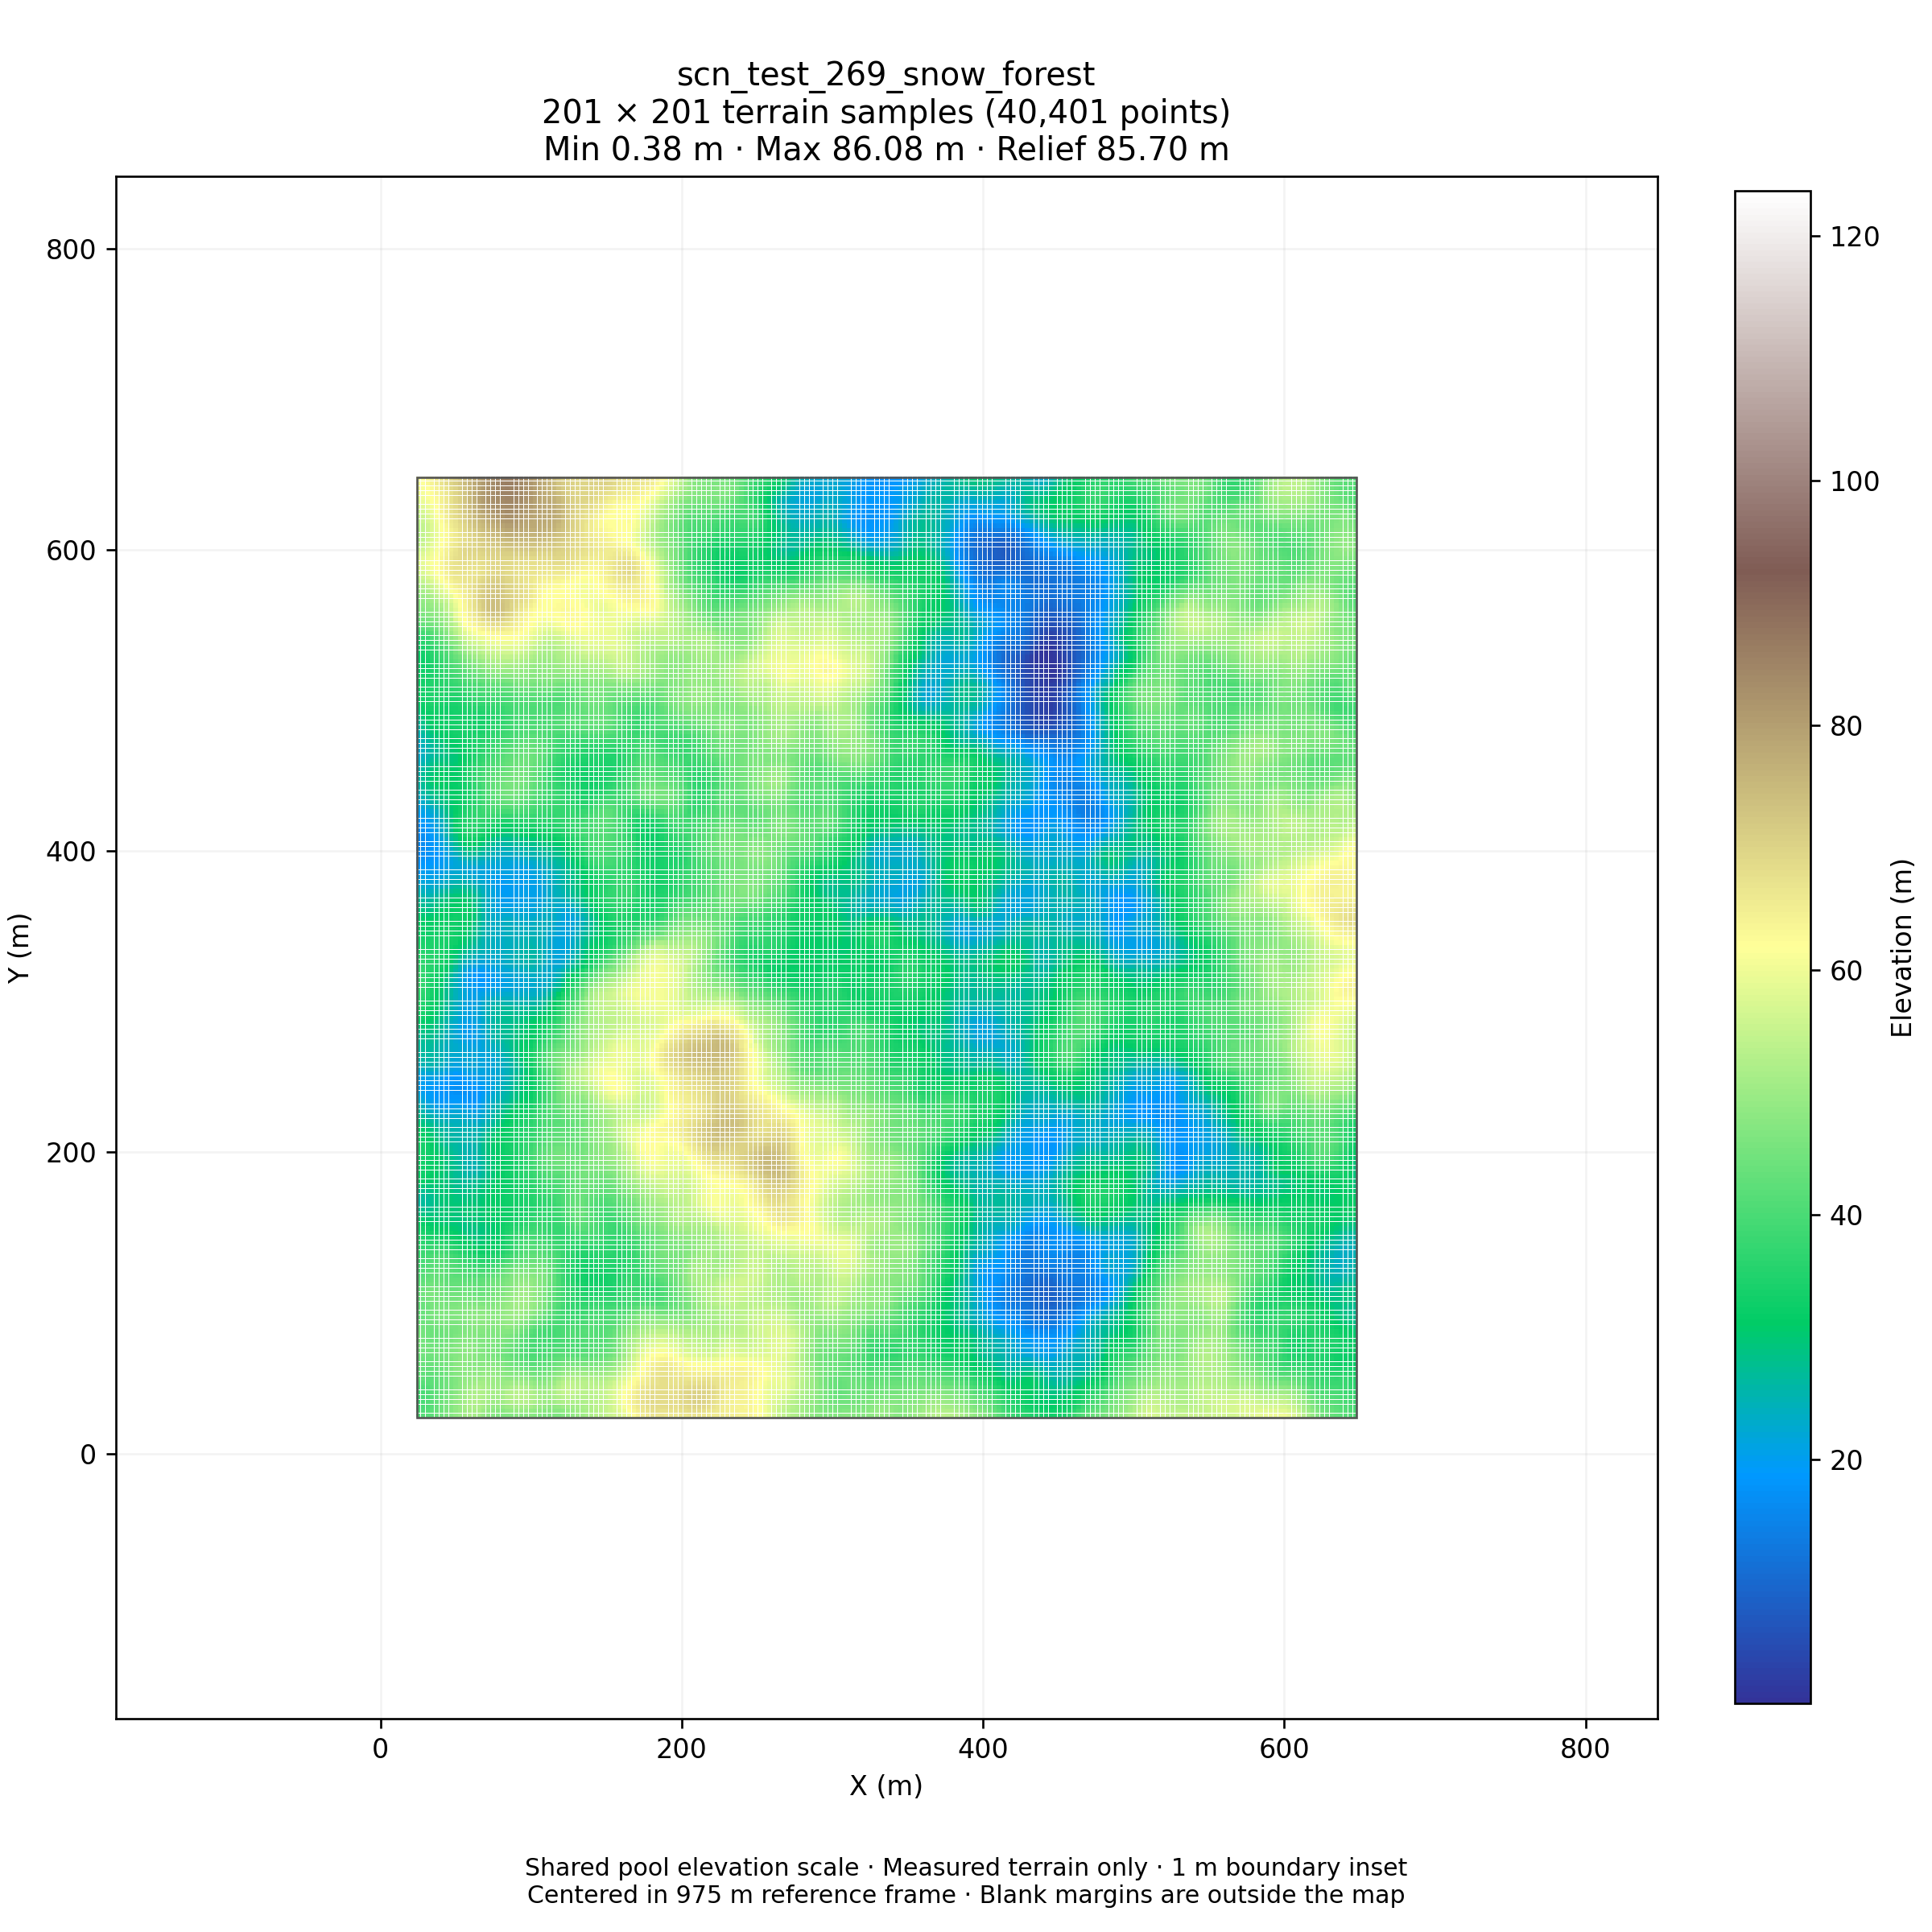 scn_test_269_snow_forest
201 × 201 terrain samples (40,401 points)
Min 0.38 m · Max 86.08 m · Relief 85.70 m
800
600
400
200
0
Y (m)
0 200 400 600 800
X (m)
120
100
80
60
40
20
Elevation (m)
Shared pool elevation scale · Measured terrain only · 1 m boundary inset
Centered in 975 m reference frame · Blank margins are outside the map